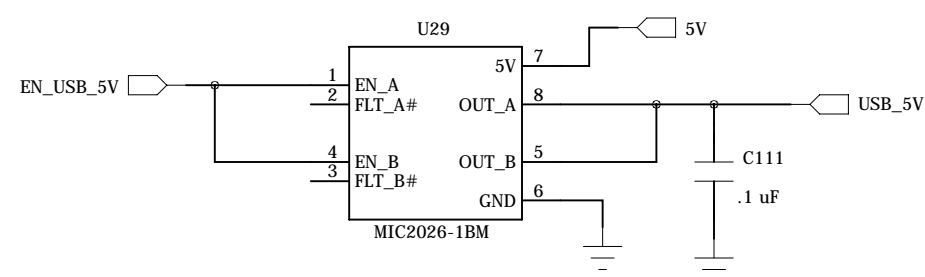 U29
5V
EN_USB_5V
1
EN_A
2
FLT_A#
4
EN_B
3
FLT_B#
5V
7
OUT_A
8
OUT_B
5
GND
6
USB_5V
C111
.1 uF
MIC2026-1BM